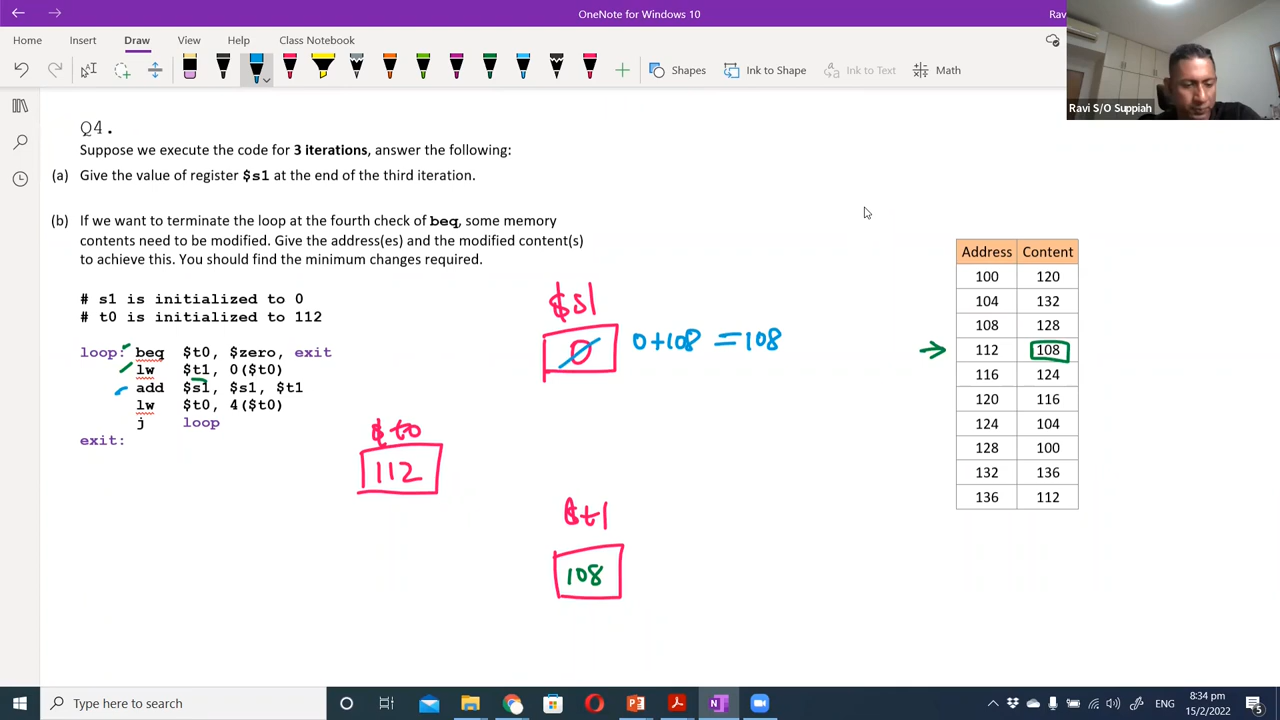 OneNote for Windows 10
Ravi
Home Insert Draw View Help Class Notebook
Shapes Ink to Shape Ink to Text Math
Ravi S/O Suppiah
Q4.
Suppose we execute the code for 3 iterations, answer the following:
(a) Give the value of register $s1 at the end of the third iteration.
(b) If we want to terminate the loop at the fourth check of beq, some memory
contents need to be modified. Give the address(es) and the modified content(s)
to achieve this. You should find the minimum changes required.
# s1 is initialized to 0
# t0 is initialized to 112
loop: beq $t0, $zero, exit
lw $t1, 0($t0)
add $s1, $s1, $t1
lw $t0, 4($t0)
j loop
exit:
$s1
0 0+108 = 108
$t0
112
$t1
108
Address Content
100 120
104 132
108 128
112 108
116 124
120 116
124 104
128 100
132 136
136 112
Type here to search
ENG
8:34 pm
15/2/2022
5